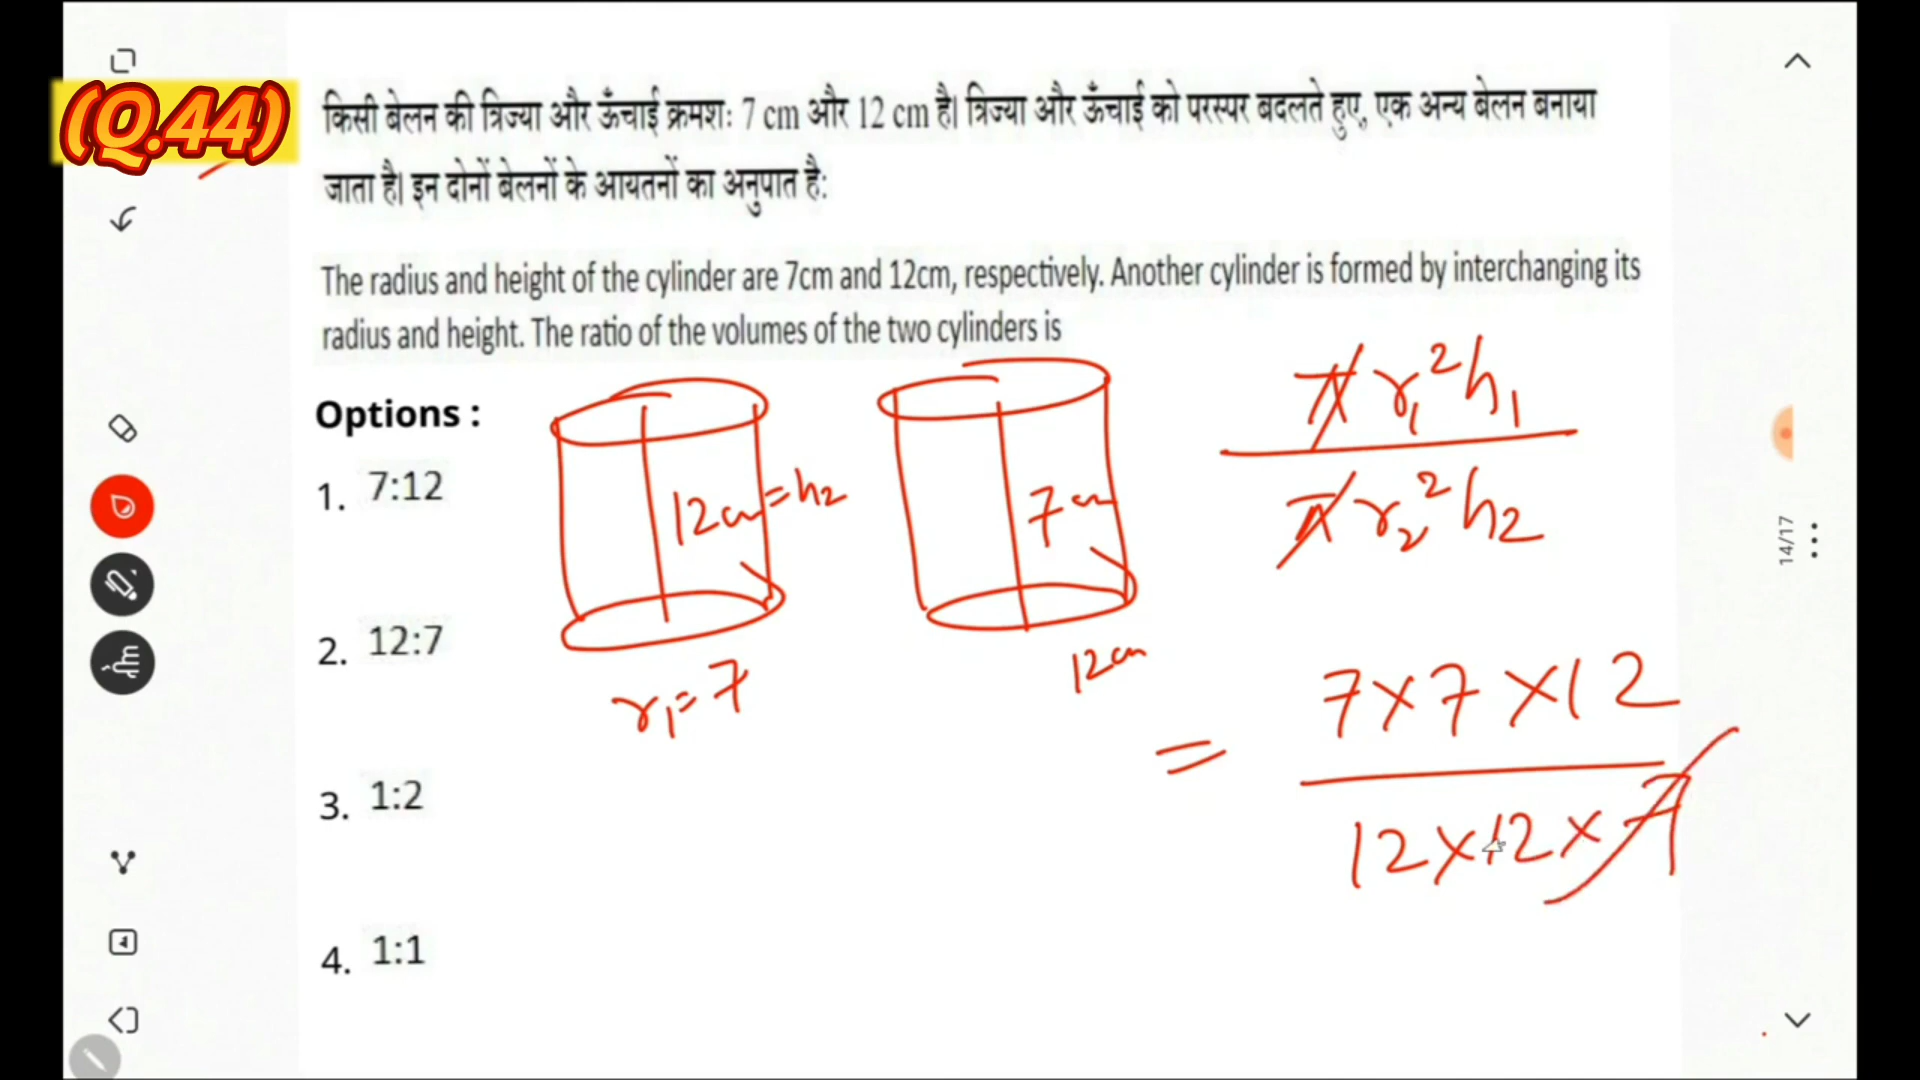 (Q.44)
किसी बेलन की त्रिज्या और ऊँचाई क्रमशः 7 cm और 12 cm है। त्रिज्या और ऊँचाई को परस्पर बदलते हुए, एक अन्य बेलन बनाया
जाता है। इन दोनों बेलनों के आयतनों का अनुपात है:
The radius and height of the cylinder are 7cm and 12cm, respectively. Another cylinder is formed by interchanging its
radius and height. The ratio of the volumes of the two cylinders is
Options :
1. 7:12
2. 12:7
3. 1:2
4. 1:1
12cm = h2
r1 = 7
7cm
12cm
πr1²h1
πr2²h2
= 7×7×12
12×12×7
14/17